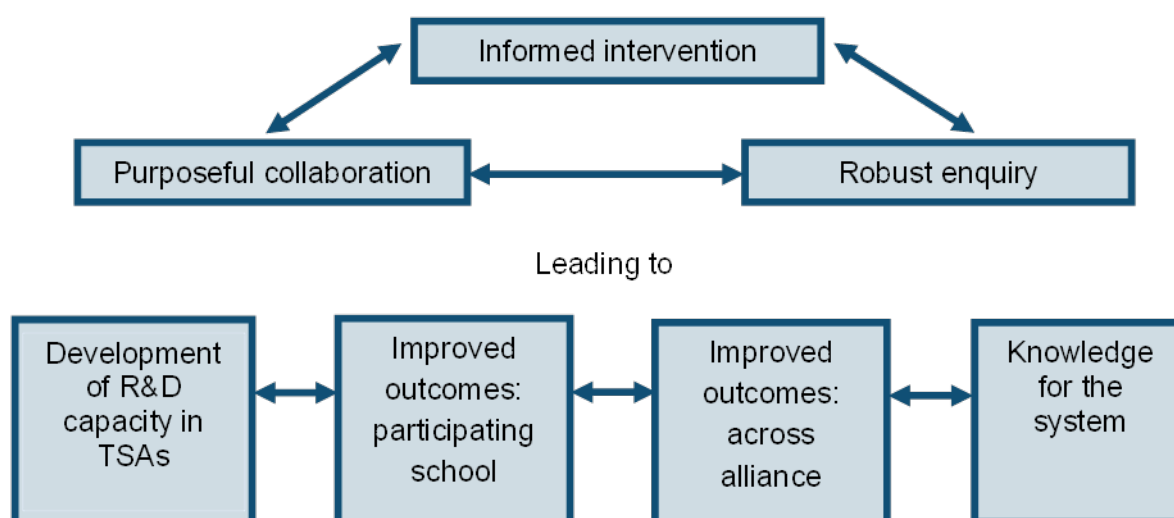 Informed intervention
Purposeful collaboration
Robust enquiry
Leading to
Development
of R&D
capacity in
TSAs
Improved
outcomes:
participating
school
Improved
outcomes:
across
alliance
Knowledge
for the
system